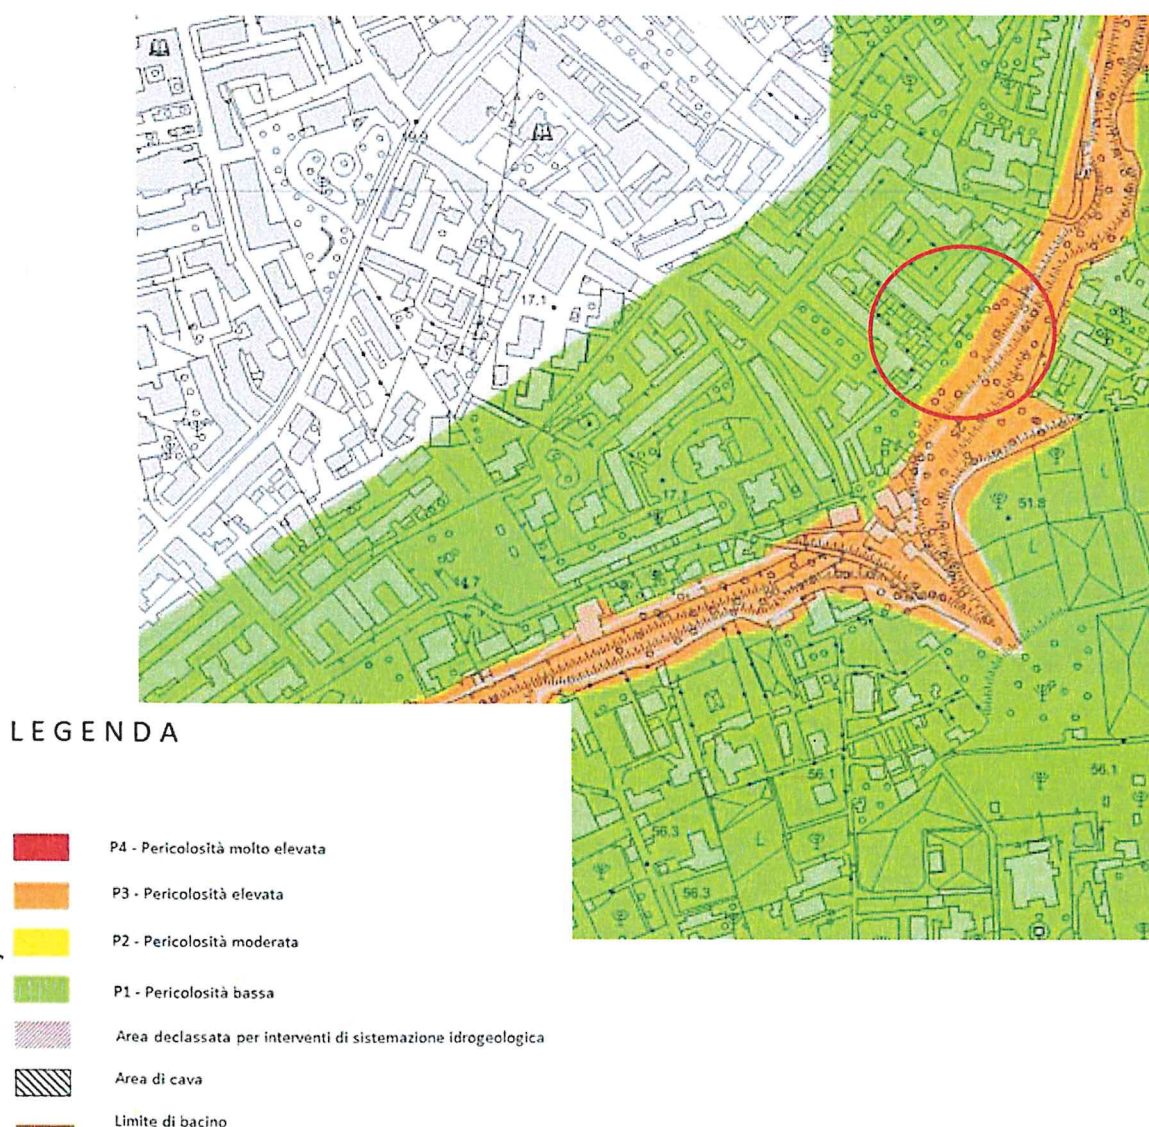 17.1
17.1
51.8
14.7
L
L
56.1
56.1
56.3
L
56.3
LEGENDA
P4 - Pericolosità molto elevata
P3 - Pericolosità elevata
P2 - Pericolosità moderata
P1 - Pericolosità bassa
Area declassata per interventi di sistemazione idrogeologica
Area di cava
Limite di bacino